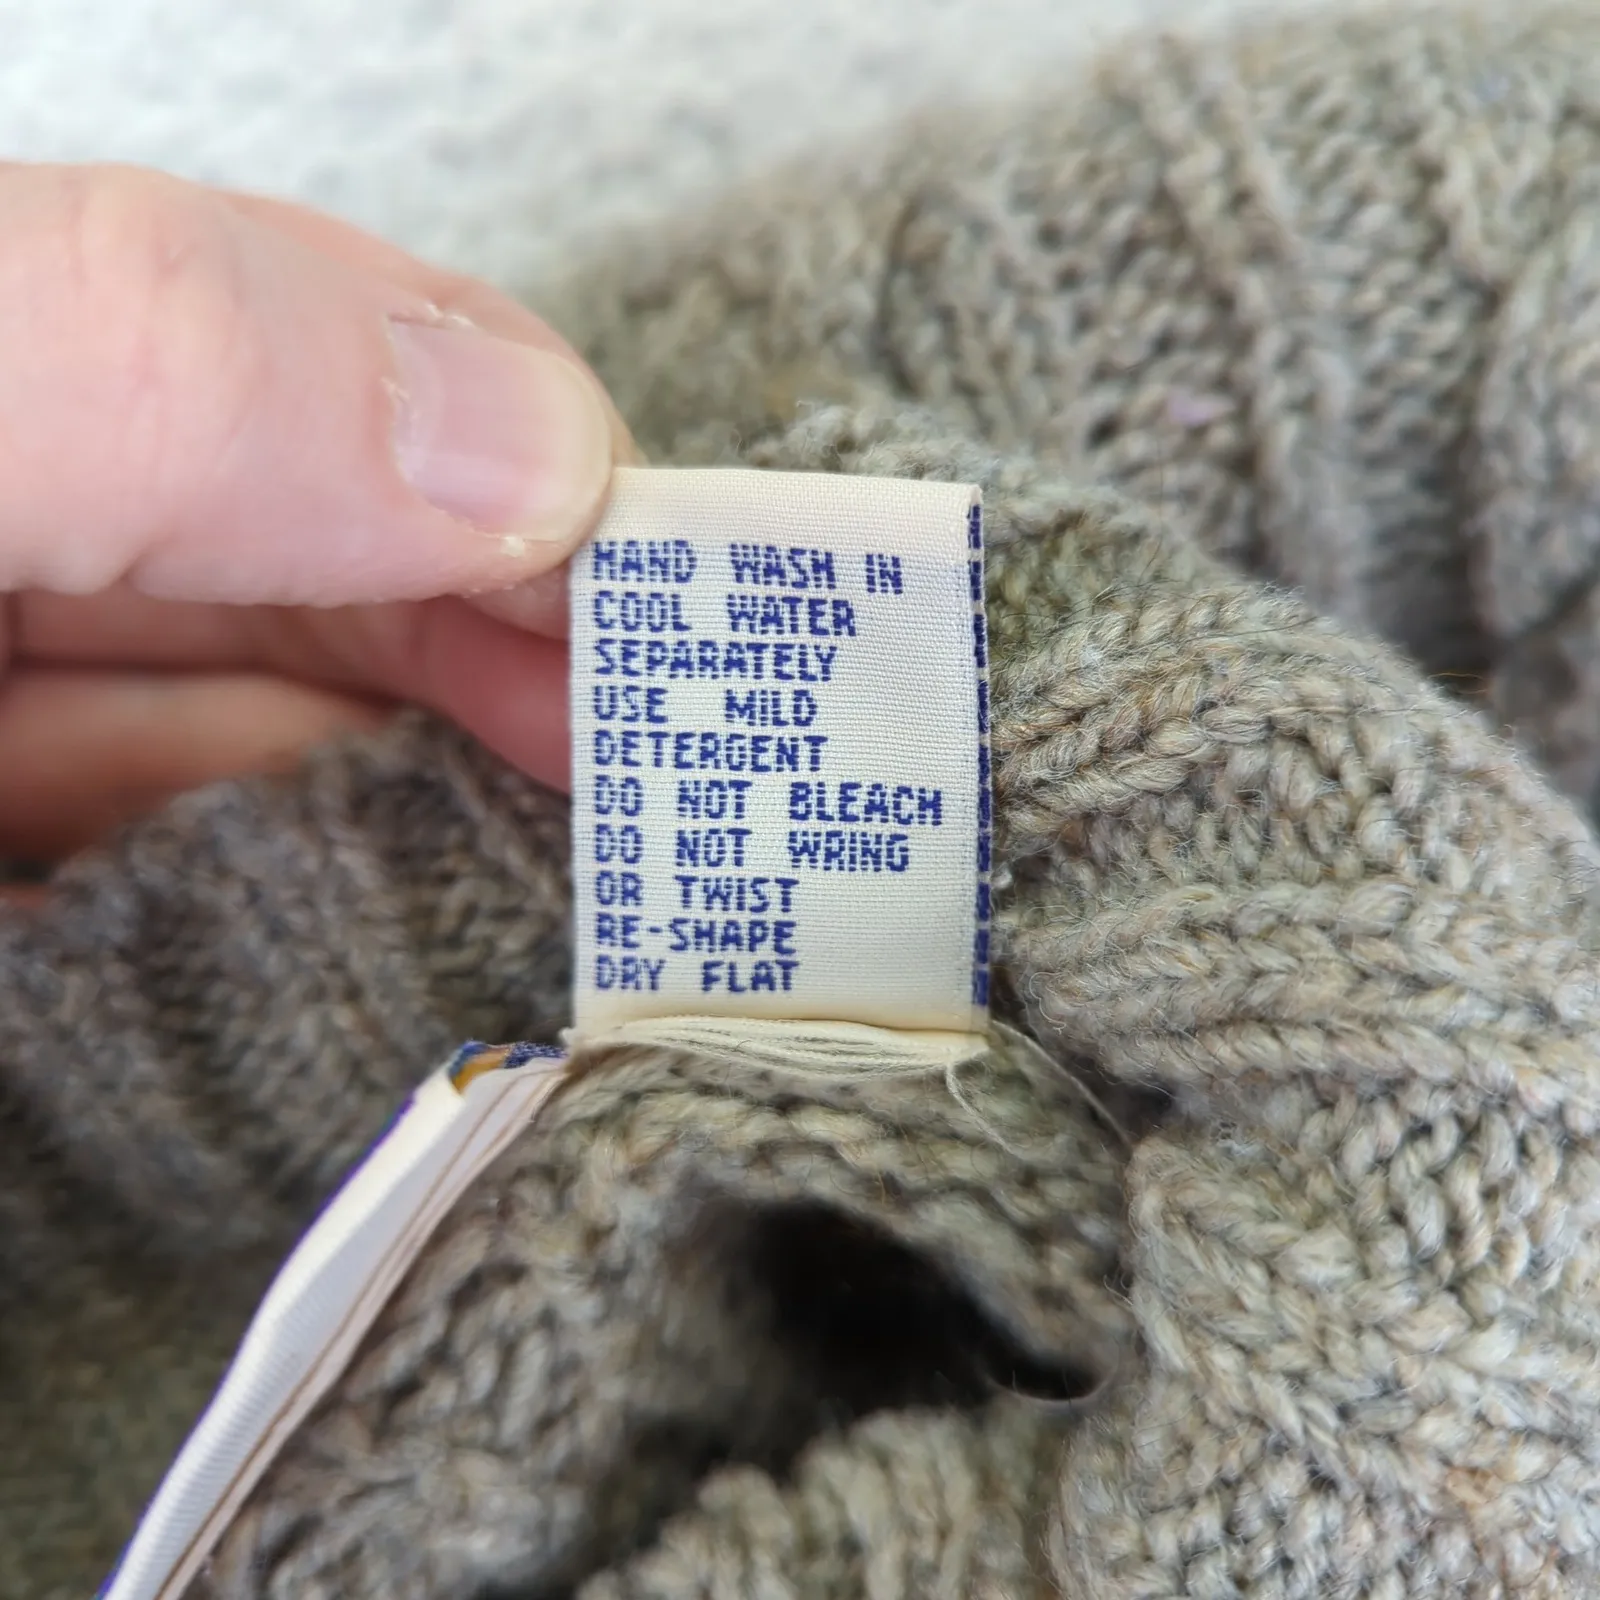 HAND WASH IN
COOL WATER
SEPARATELY
USE MILD
DETERGENT
DO NOT BLEACH
DO NOT WRING
OR TWIST
RE-SHAPE
DRY FLAT